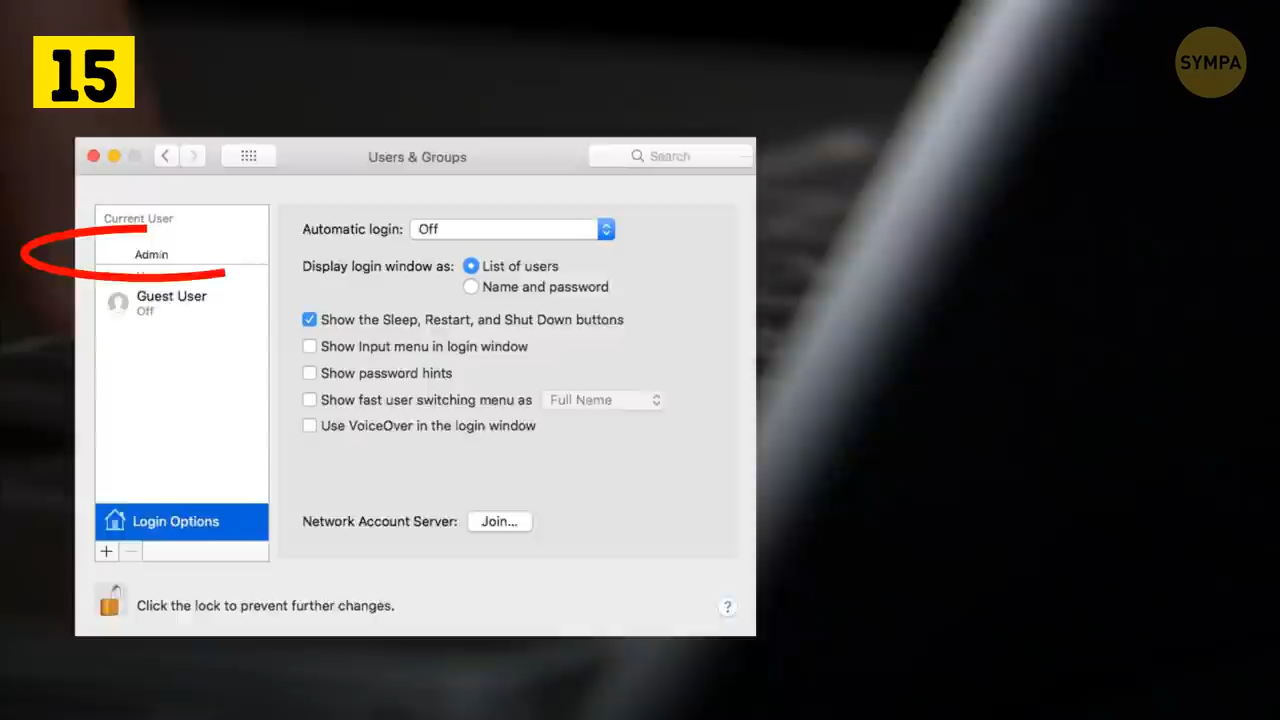 15
SYMPA
Users & Groups
Search
Current User
Admin
Guest User
Off
Login Options
Automatic login: Off
Display login window as: List of users
Name and password
Show the Sleep, Restart, and Shut Down buttons
Show Input menu in login window
Show password hints
Show fast user switching menu as Full Name
Use VoiceOver in the login window
Network Account Server: Join...
+ −
Click the lock to prevent further changes.
?